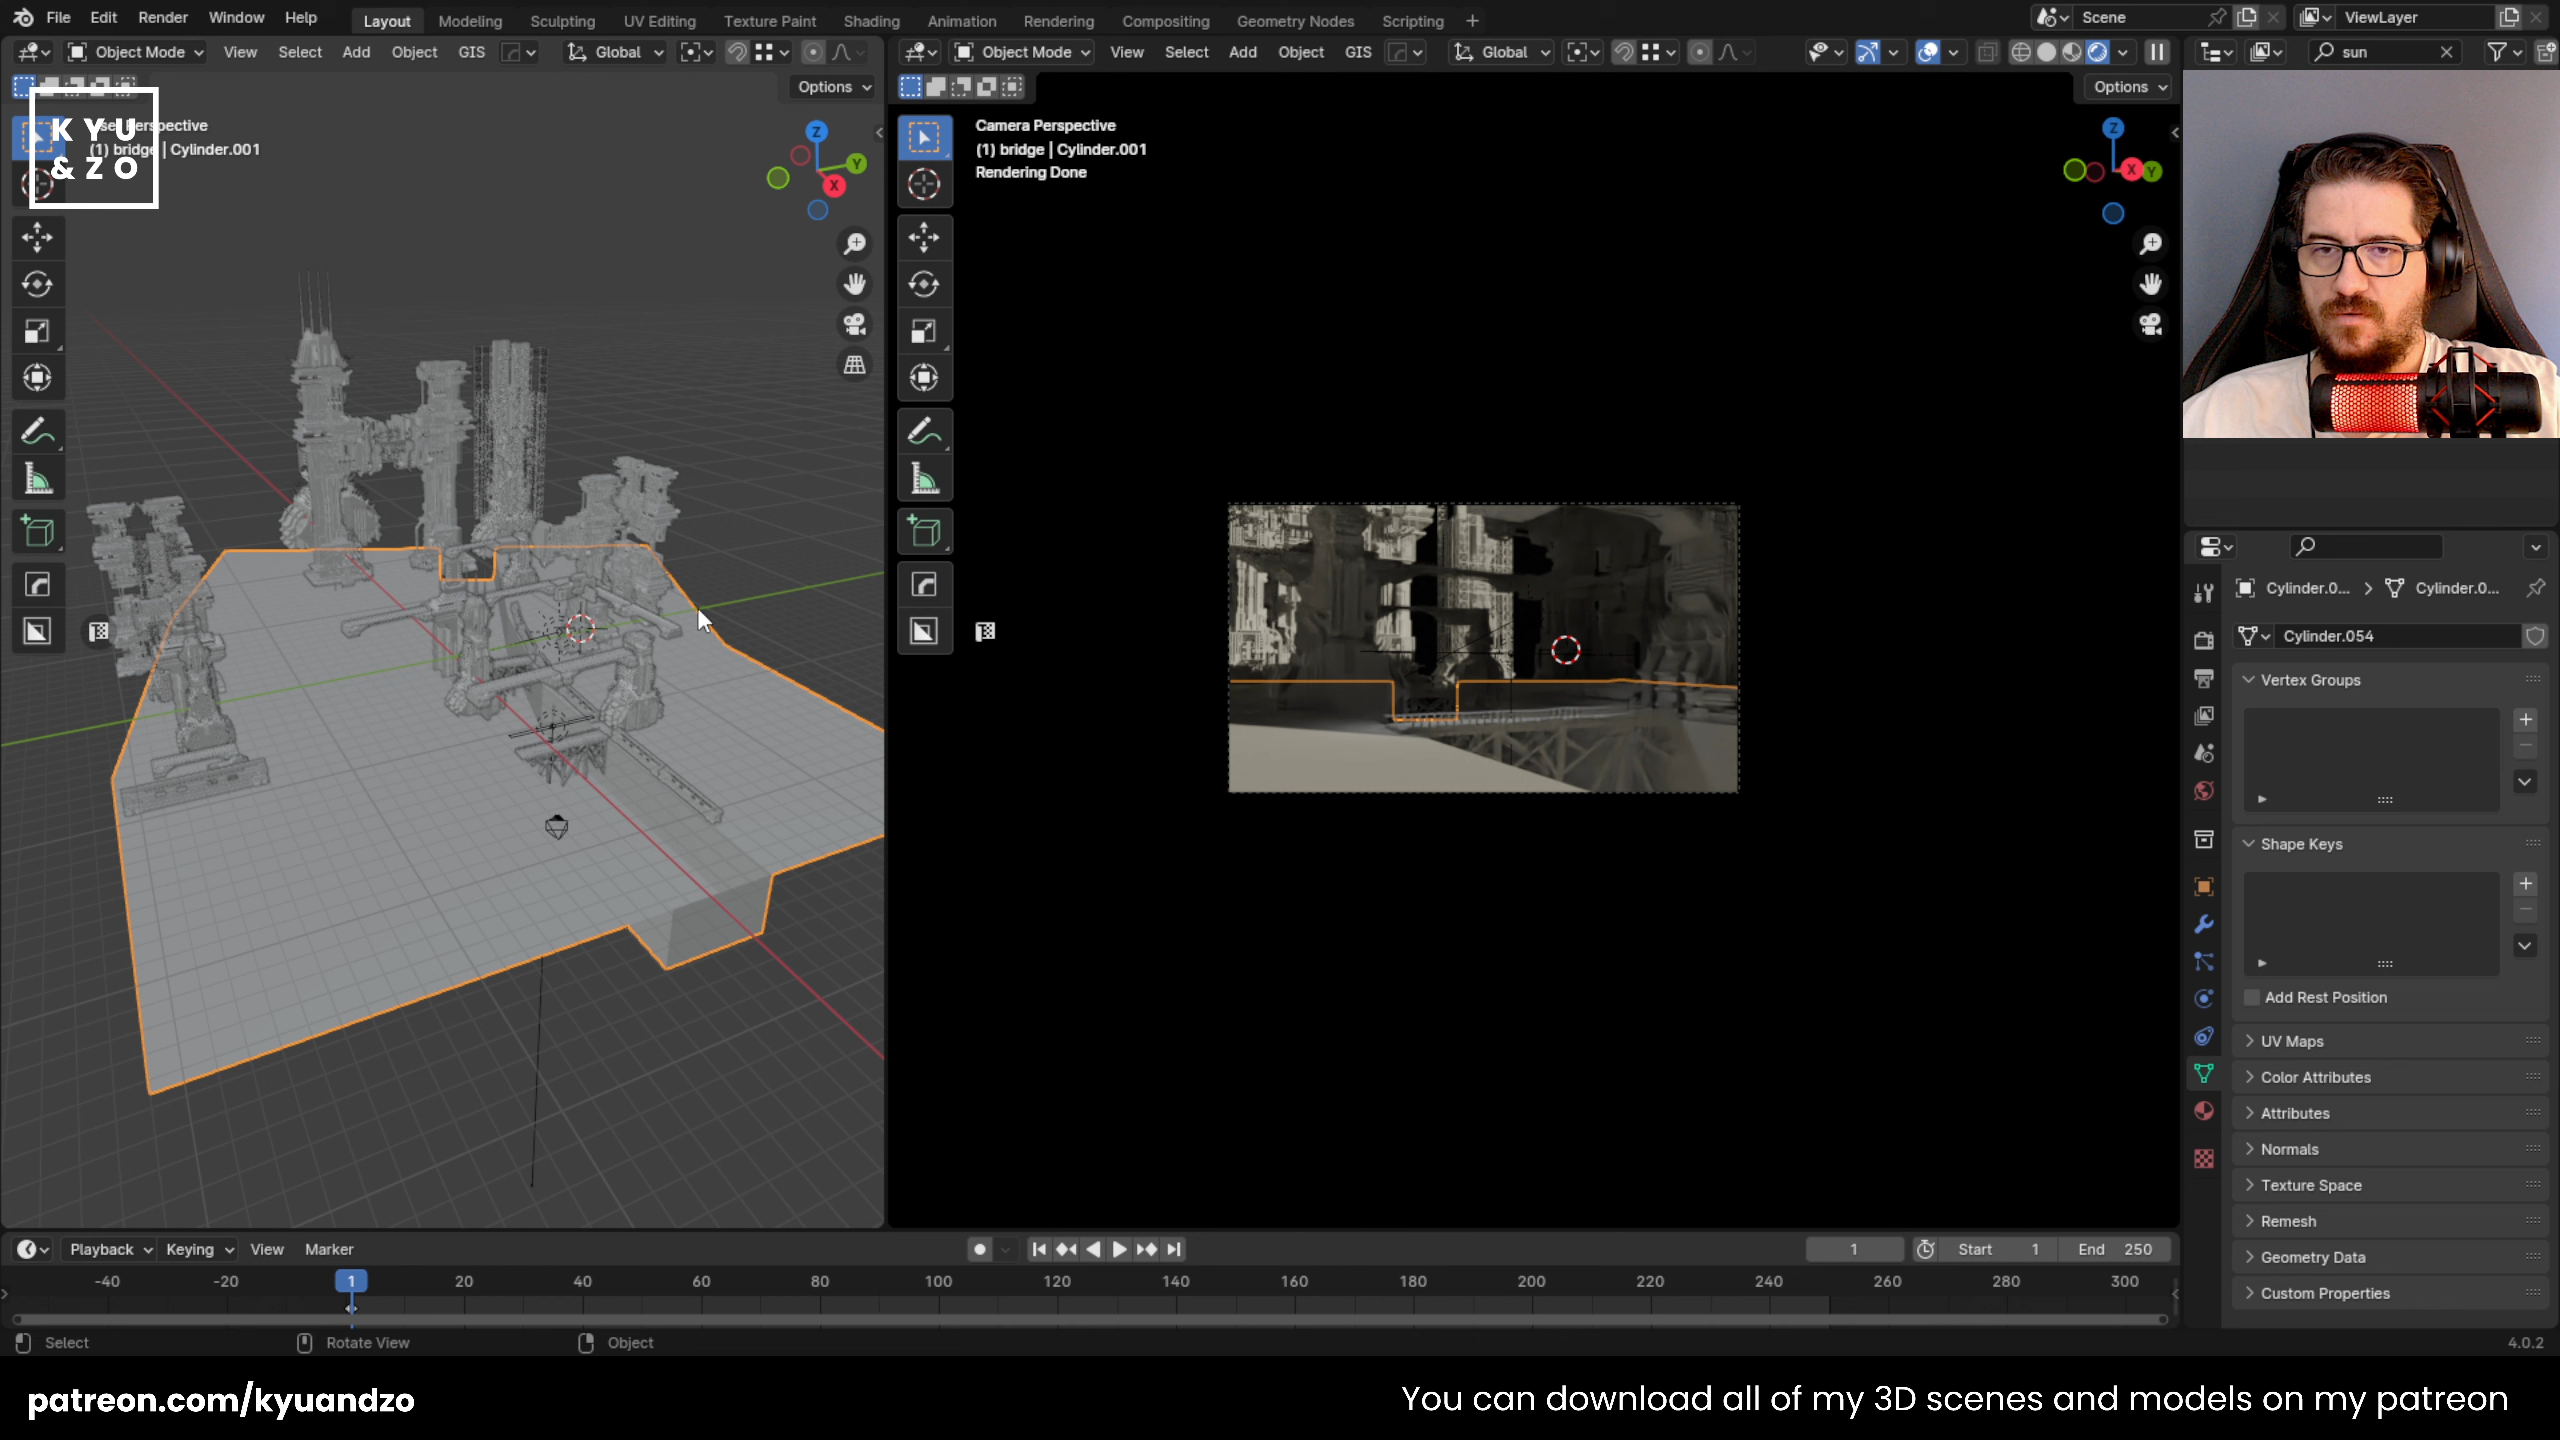 File Edit Render Window Help Layout Modeling Sculpting UV Editing Texture Paint Shading Animation Rendering Compositing Geometry Nodes Scripting + Scene ViewLayer
Object Mode View Select Add Object GIS Global Object Mode View Select Add Object GIS Global sun
Options Options
KYU
&ZO
Perspective
(1) bridge | Cylinder.001
Z
Y
X
Camera Perspective
(1) bridge | Cylinder.001
Rendering Done
Z
X Y
Cylinder.0... Cylinder.0...
Cylinder.054
Vertex Groups
Shape Keys
Add Rest Position
UV Maps
Color Attributes
Attributes
Normals
Texture Space
Remesh
Geometry Data
Custom Properties
Playback Keying View Marker 1 Start 1 End 250
-40 -20 1 20 40 60 80 100 120 140 160 180 200 220 240 260 280 300
Select Rotate View Object 4.0.2
patreon.com/kyuandzo You can download all of my 3D scenes and models on my patreon